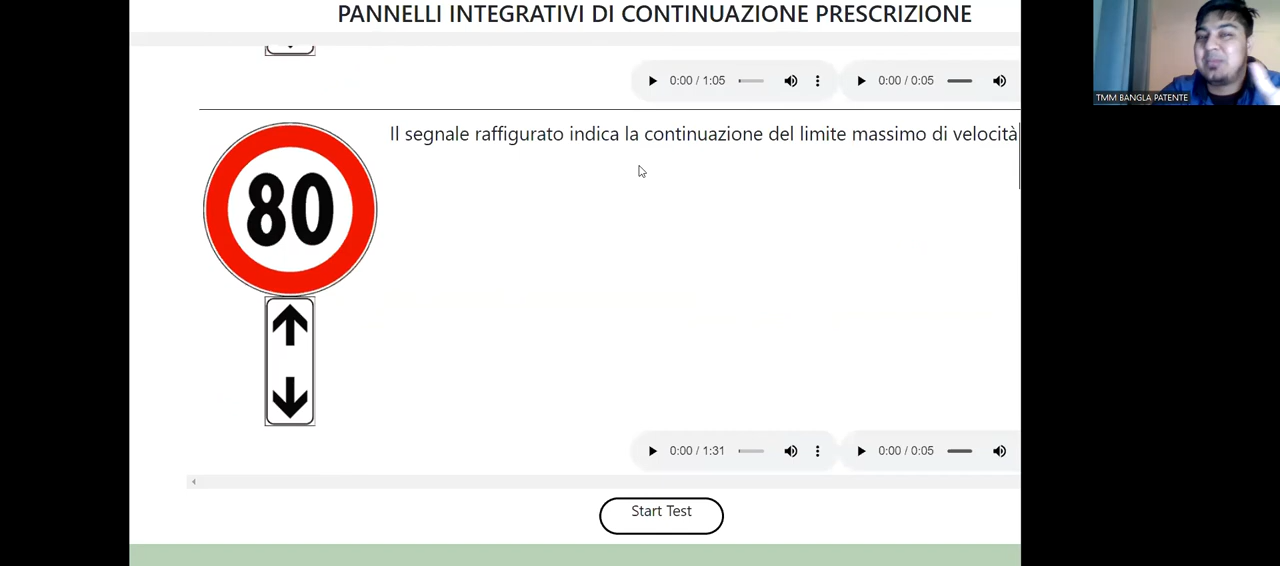 PANNELLI INTEGRATIVI DI CONTINUAZIONE PRESCRIZIONE
TMM BANGLA PATENTE
0:00 / 1:05
0:00 / 0:05
Il segnale raffigurato indica la continuazione del limite massimo di velocità
80
0:00 / 1:31
0:00 / 0:05
Start Test